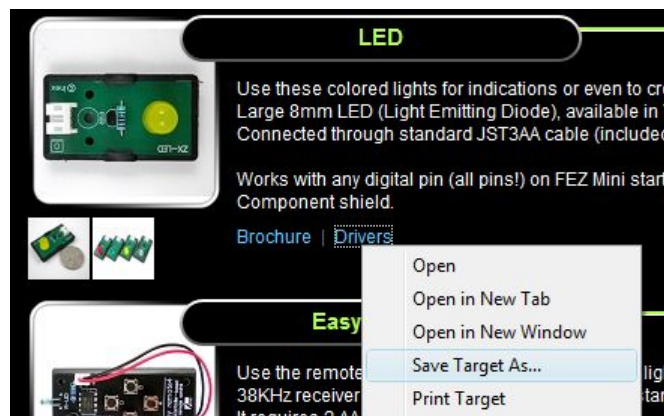 LED
Use these colored lights for indications or even to cr
Large 8mm LED (Light Emitting Diode), available in
Connected through standard JST3AA cable (include
Works with any digital pin (all pins!) on FEZ Mini start
Component shield.
Brochure | Drivers
Open
Open in New Tab
Open in New Window
Save Target As...
Print Target
Easy
Use the remote
38KHz receiver
ZX-LED